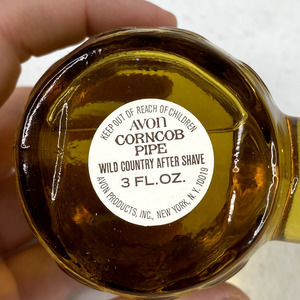 KEEP OUT OF REACH OF CHILDREN
AVON
CORNCOB
PIPE
WILD COUNTRY AFTER SHAVE
3 FL. OZ.
AVON PRODUCTS, INC., NEW YORK, N.Y. 10019